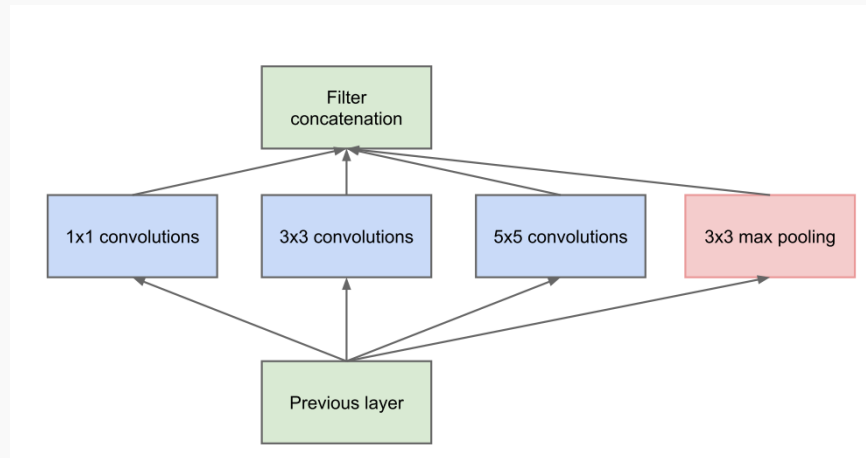 Filter
concatenation
1x1 convolutions
3x3 convolutions
5x5 convolutions
3x3 max pooling
Previous layer